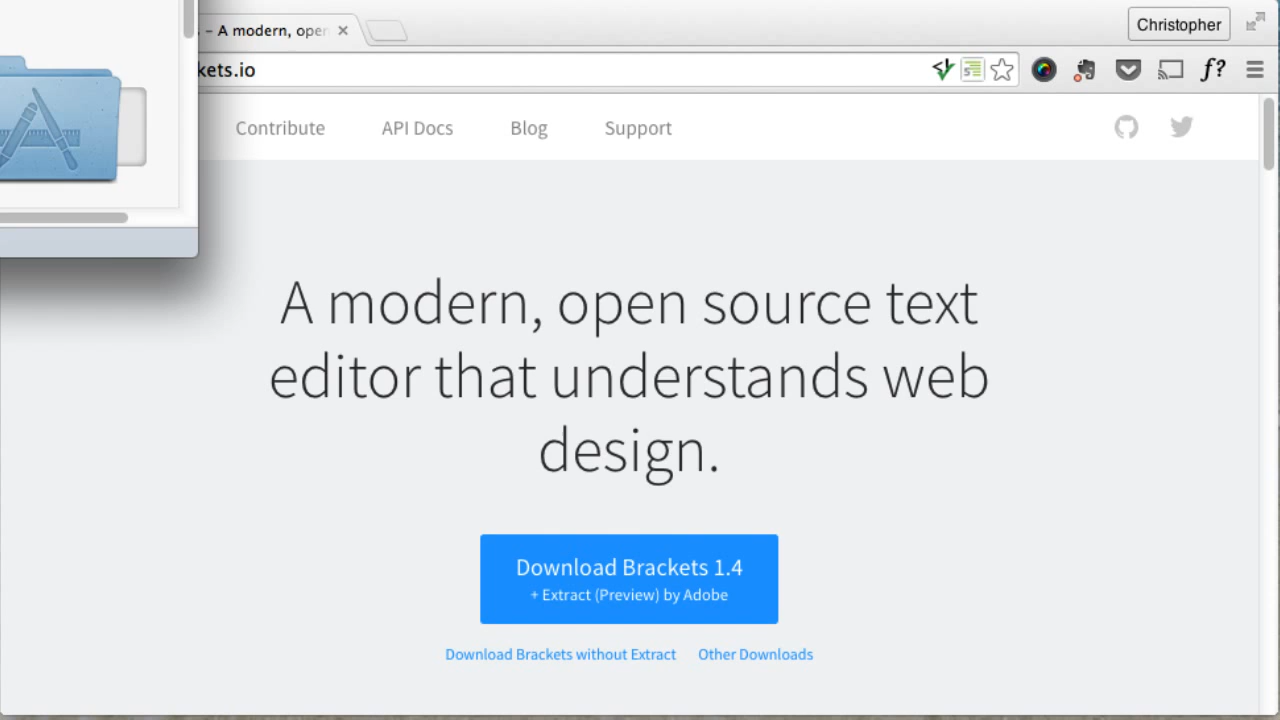 – A modern, open
Christopher
kets.io
f?
Contribute
API Docs
Blog
Support
A modern, open source text
editor that understands web
design.
Download Brackets 1.4
+ Extract (Preview) by Adobe
Download Brackets without Extract
Other Downloads